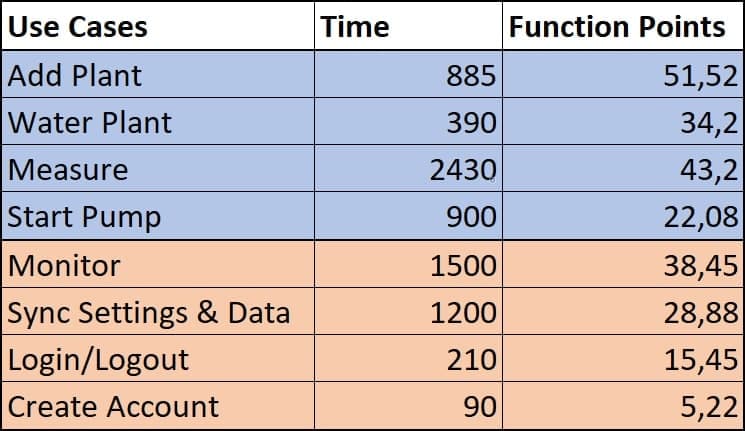 Use Cases Time Function Points
Add Plant 885 51,52
Water Plant 390 34,2
Measure 2430 43,2
Start Pump 900 22,08
Monitor 1500 38,45
Sync Settings & Data 1200 28,88
Login/Logout 210 15,45
Create Account 90 5,22